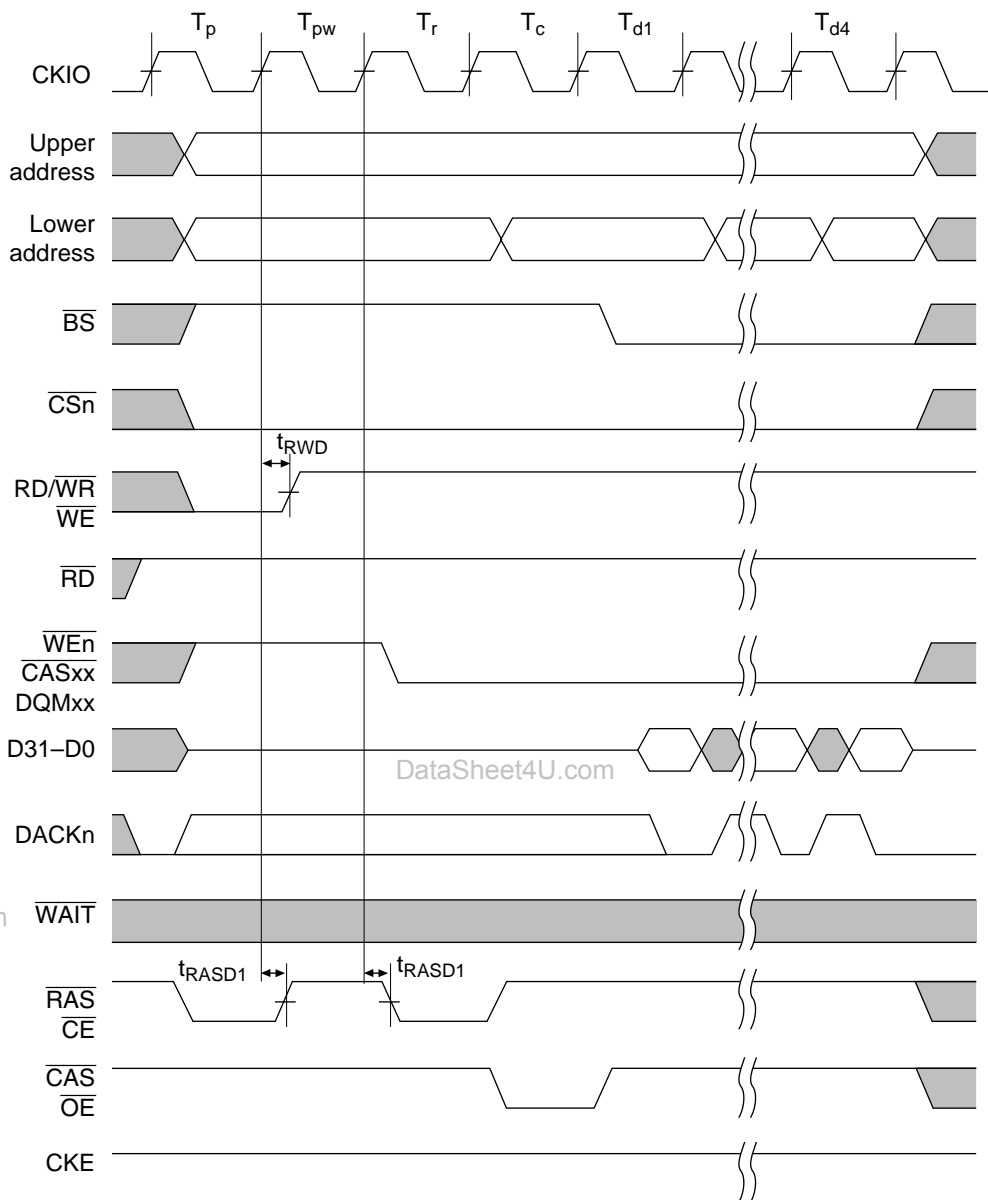 Tp Tpw Tr Tc Td1 Td4
CKIO
Upper
address
Lower
address
BS
CSn
tRWD
RD/WR
WE
RD
WEn
CASxx
DQMxx
D31–D0
DataSheet4U.com
DACKn
WAIT
tRASD1 tRASD1
RAS
CE
CAS
OE
CKE